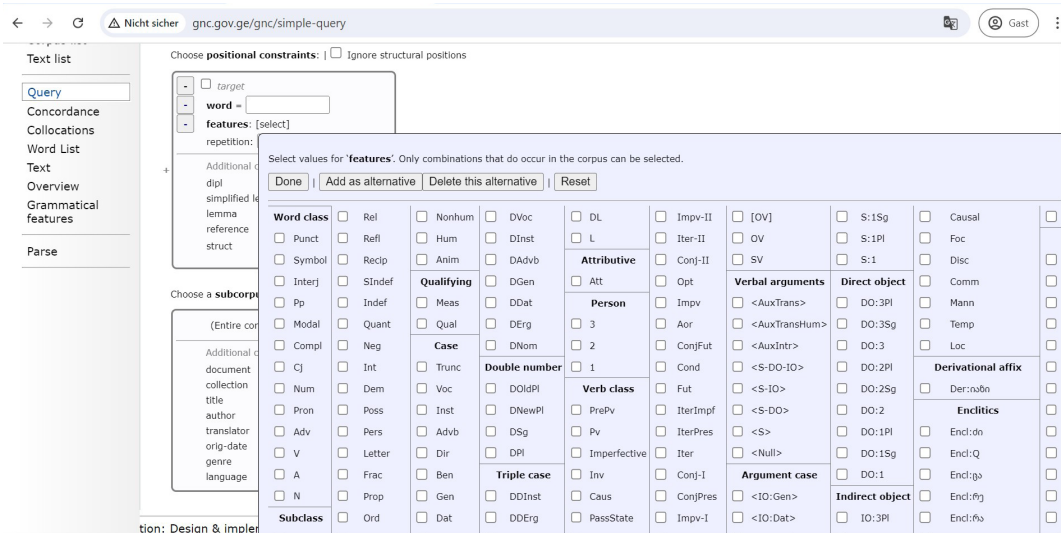 Nicht sicher gnc.gov.ge/gnc/simple-query
Gast
Text list
Query
Concordance
Collocations
Word List
Text
Overview
Grammatical
features
Parse
Choose positional constraints: | Ignore structural positions
- target
- word =
- features: [select]
repetition:
+
Additional
dipl
simplified
lemma
reference
struct
Choose a
(Entire
Additional
document
collection
title
author
translator
orig-date
genre
language
tion: Design &
Select values for 'features'. Only combinations that do occur in the corpus can be selected.
Done | Add as alternative Delete this alternative | Reset
Word class Rel Nonhum DVoc DL Impv-II [OV] S:1Sg Causal
Punct Refl Hum DInst L Iter-II OV S:1Pl Foc
Symbol Recip Anim DAdvb Attributive Conj-II SV S:1 Disc
Interj SIndef Qualifying DGen Att Opt Verbal arguments Direct object Comm
Pp Indef Meas DDat Person Impv <AuxTrans> DO:3Pl Mann
Modal Quant Qual DErg 3 Aor <AuxTransHum> DO:3Sg Temp
Compl Neg Case DNom 2 ConjFut <AuxIntr> DO:3 Loc
Cj Int Trunc Double number 1 Cond <S-DO-IO> DO:2Pl Derivational affix
Num Dem Voc DOldPl Verb class Fut <S-IO> DO:2Sg Der:ნაბი
Pron Poss Inst DNewPl PrePv IterImpf <S-DO> DO:2 Enclitics
Adv Pers Advb DSg Pv IterPres <S> DO:1Pl Encl:ძი
V Letter Dir DPl Imperfective Iter <Null> DO:1Sg Encl:Q
A Frac Ben Triple case Inv Conj-I Argument case DO:1 Encl:ვა
N Prop Gen DDInst Caus ConjPres <IO:Gen> Indirect object Encl:რე
Subclass Ord Dat DDErg PassState Impv-I <IO:Dat> IO:3Pl